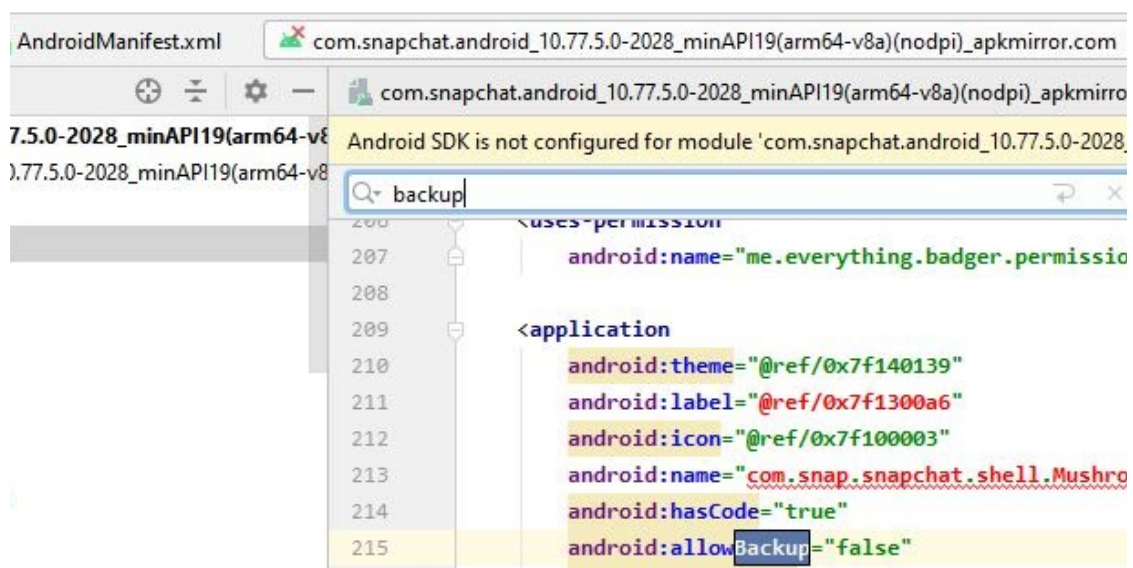 AndroidManifest.xml
com.snapchat.android_10.77.5.0-2028_minAPI19(arm64-v8a)(nodpi)_apkmirror.com
com.snapchat.android_10.77.5.0-2028_minAPI19(arm64-v8a)(nodpi)_apkmirro
7.5.0-2028_minAPI19(arm64-v8
Android SDK is not configured for module 'com.snapchat.android_10.77.5.0-2028_
0.77.5.0-2028_minAPI19(arm64-v8
backup
206 <uses-permission
207 android:name="me.everything.badger.permissio
208
209 <application
210 android:theme="@ref/0x7f140139"
211 android:label="@ref/0x7f1300a6"
212 android:icon="@ref/0x7f100003"
213 android:name="com.snap.snapchat.shell.Mushro
214 android:hasCode="true"
215 android:allowBackup="false"